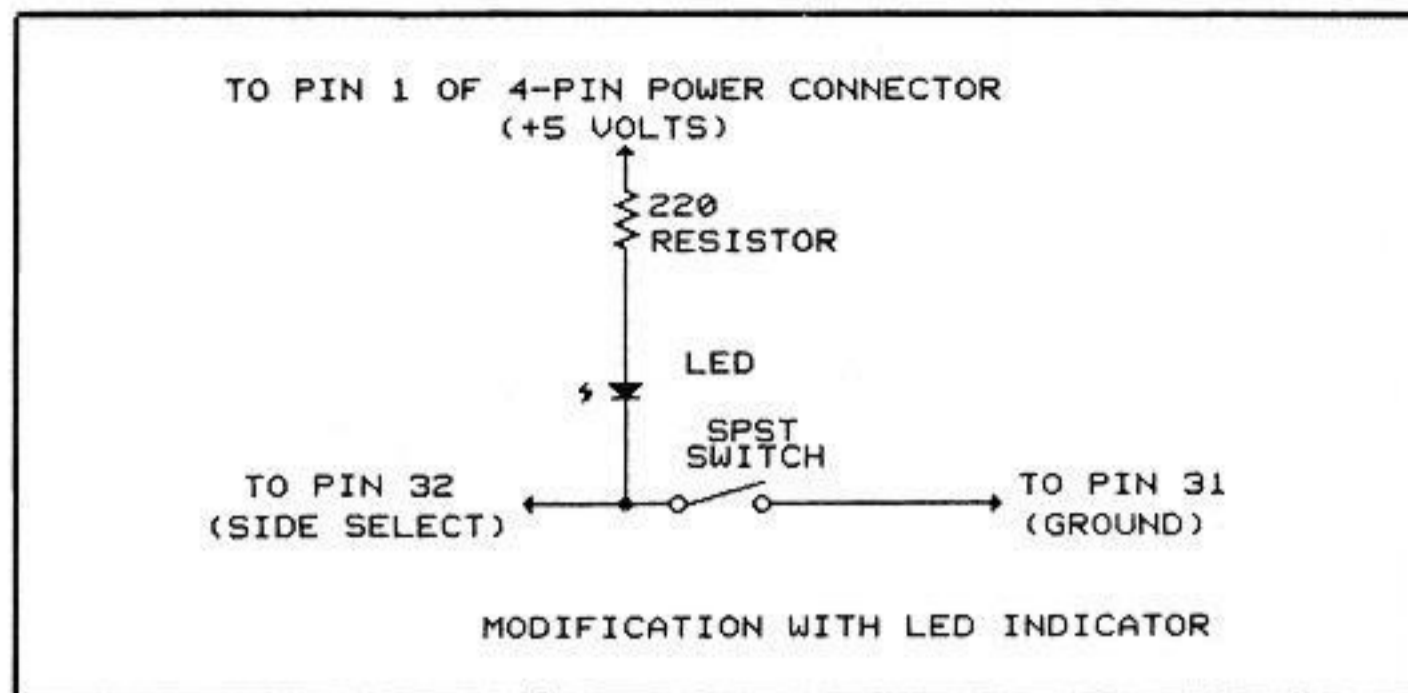 TO PIN 1 OF 4-PIN POWER CONNECTOR
(+5 VOLTS)
220
RESISTOR
LED
SPST
SWITCH
TO PIN 32
(SIDE SELECT)
TO PIN 31
(GROUND)
MODIFICATION WITH LED INDICATOR